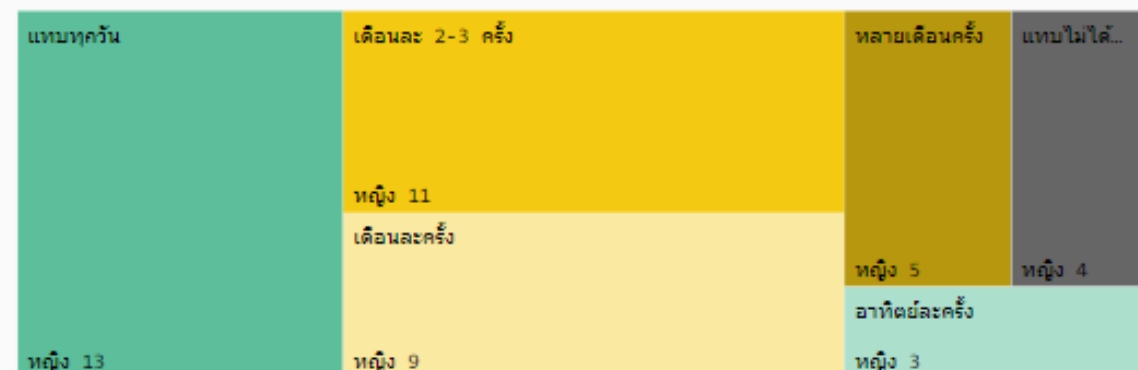 แทบทุกวัน
หญิง 13
เดือนละ 2-3 ครั้ง
หญิง 11
เดือนละครั้ง
หญิง 9
หลายเดือนครั้ง
หญิง 5
แทบไม่ได้...
หญิง 4
อาทิตย์ละครั้ง
หญิง 3